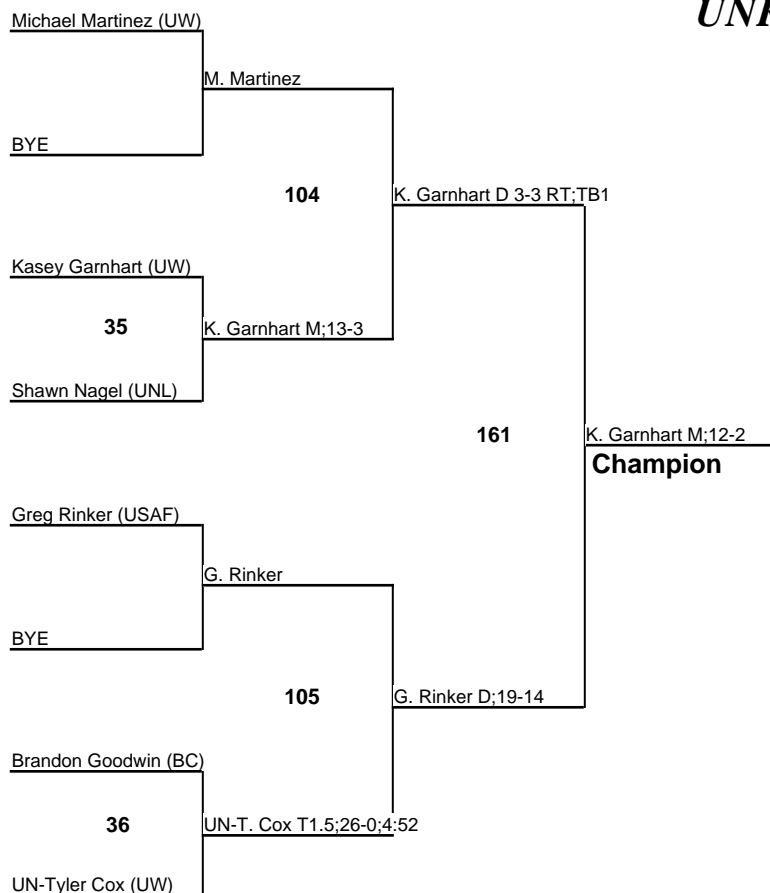 Michael Martinez (UW)
M. Martinez
BYE
104
K. Garnhart D 3-3 RT;TB1
Kasey Garnhart (UW)
35
K. Garnhart M;13-3
Shawn Nagel (UNL)
161
K. Garnhart M;12-2
Champion
Greg Rinker (USAF)
G. Rinker
BYE
105
G. Rinker D;19-14
Brandon Goodwin (BC)
36
UN-T. Cox T1.5;26-0;4:52
UN-Tyler Cox (UW)